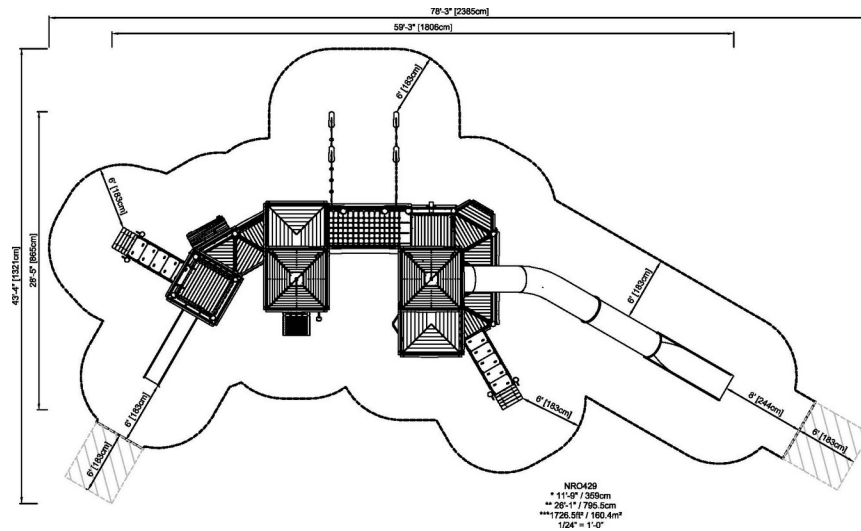 78'-3" [2385cm]
59'-3" [1806cm]
6' [183cm]
43'-4" [1321cm]
28'-5" [865cm]
6' [183cm]
6' [183cm]
6' [183cm]
6' [183cm]
8' [244cm]
6' [183cm]
6' [183cm]
NRO429
* 11'-9" / 359cm
** 26'-1" / 795.5cm
***1726.5ft² / 160.4m²
1/24" = 1'-0"